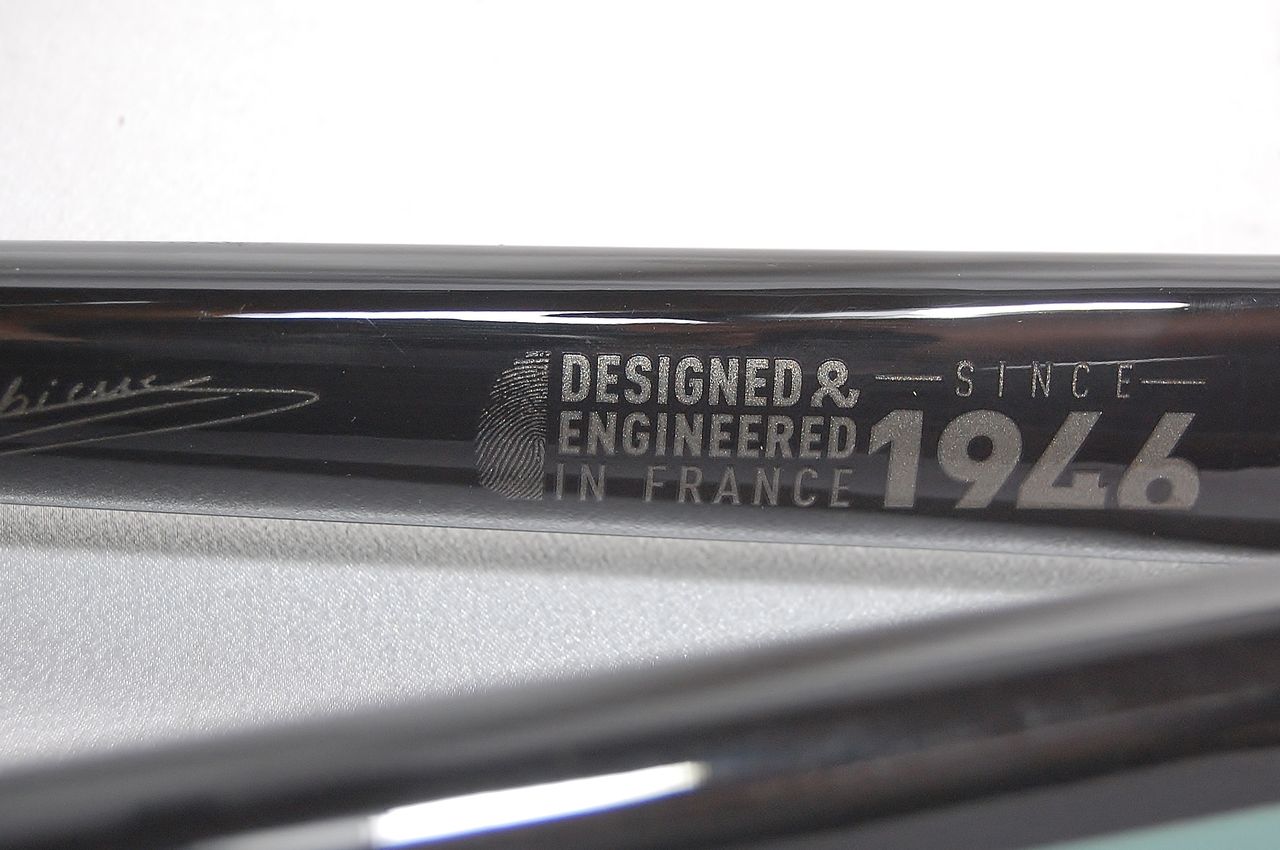 DESIGNED &
ENGINEERED
IN FRANCE
SINCE
1946